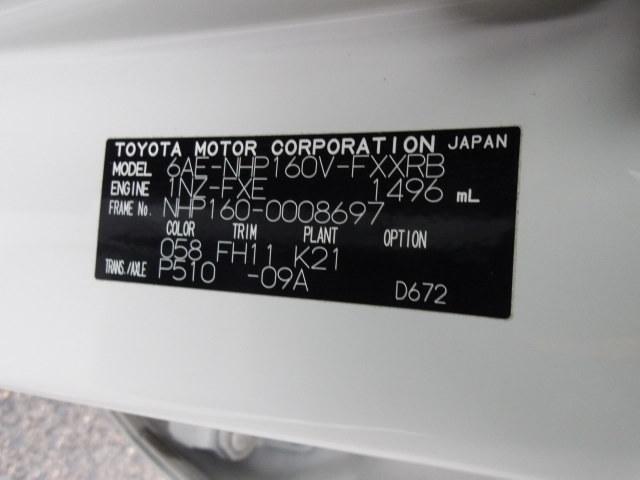 TOYOTA MOTOR CORPORATION JAPAN
MODEL 6AE-NHP160V-FXXRB
ENGINE 1NZ-FXE 1496 mL
FRAME No. NHP160-0008697
COLOR TRIM PLANT OPTION
058 FH11 K21
TRANS./AXLE P510 -09A
D672